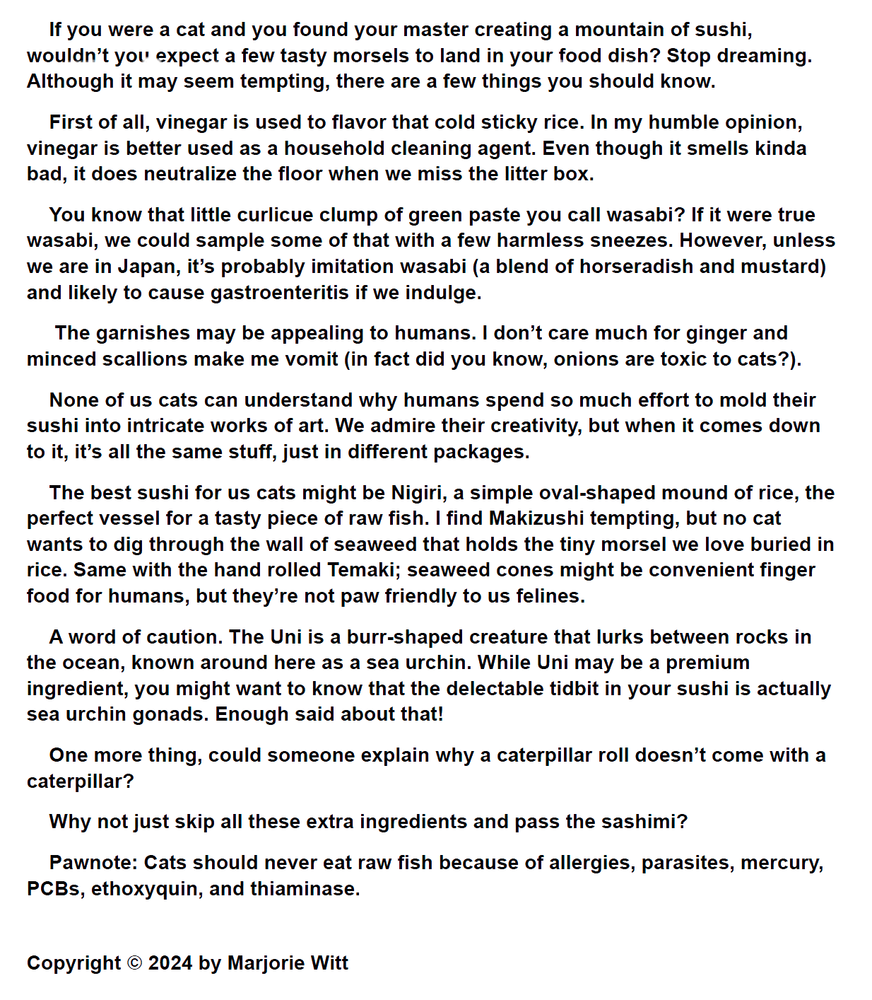 If you were a cat and you found your master creating a mountain of sushi,
wouldn’t you expect a few tasty morsels to land in your food dish? Stop dreaming.
Although it may seem tempting, there are a few things you should know.
First of all, vinegar is used to flavor that cold sticky rice. In my humble opinion,
vinegar is better used as a household cleaning agent. Even though it smells kinda
bad, it does neutralize the floor when we miss the litter box.
You know that little curlicue clump of green paste you call wasabi? If it were true
wasabi, we could sample some of that with a few harmless sneezes. However, unless
we are in Japan, it’s probably imitation wasabi (a blend of horseradish and mustard)
and likely to cause gastroenteritis if we indulge.
The garnishes may be appealing to humans. I don’t care much for ginger and
minced scallions make me vomit (in fact did you know, onions are toxic to cats?).
None of us cats can understand why humans spend so much effort to mold their
sushi into intricate works of art. We admire their creativity, but when it comes down
to it, it’s all the same stuff, just in different packages.
The best sushi for us cats might be Nigiri, a simple oval-shaped mound of rice, the
perfect vessel for a tasty piece of raw fish. I find Makizushi tempting, but no cat
wants to dig through the wall of seaweed that holds the tiny morsel we love buried in
rice. Same with the hand rolled Temaki; seaweed cones might be convenient finger
food for humans, but they’re not paw friendly to us felines.
A word of caution. The Uni is a burr-shaped creature that lurks between rocks in
the ocean, known around here as a sea urchin. While Uni may be a premium
ingredient, you might want to know that the delectable tidbit in your sushi is actually
sea urchin gonads. Enough said about that!
One more thing, could someone explain why a caterpillar roll doesn’t come with a
caterpillar?
Why not just skip all these extra ingredients and pass the sashimi?
Pawnote: Cats should never eat raw fish because of allergies, parasites, mercury,
PCBs, ethoxyquin, and thiaminase.
Copyright © 2024 by Marjorie Witt